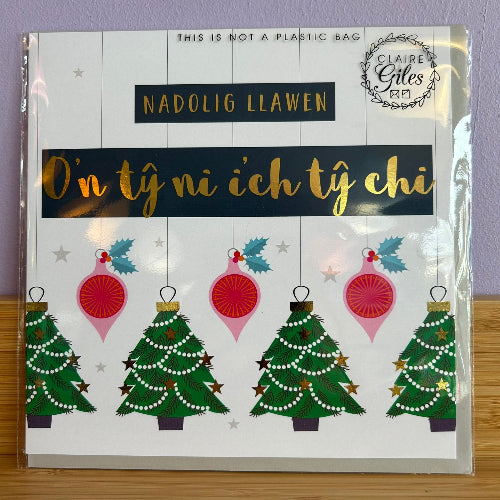 THIS IS NOT A PLASTIC BAG
CLAIRE
Giles
NADOLIG LLAWEN
O'n tŷ ni i'ch tŷ chi